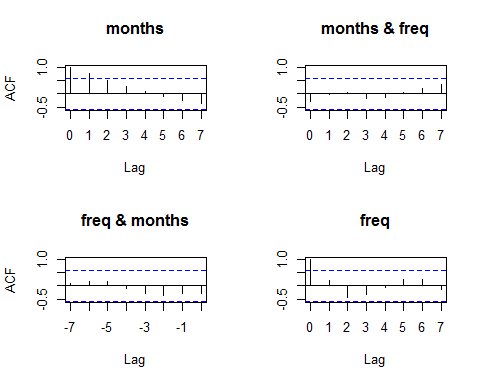 months
months & freq
ACF
1.0
-0.5
0 1 2 3 4 5 6 7
Lag
1.0
-0.5
0 1 2 3 4 5 6 7
Lag
freq & months
freq
ACF
1.0
-0.5
-7 -5 -3 -1
Lag
1.0
-0.5
0 1 2 3 4 5 6 7
Lag